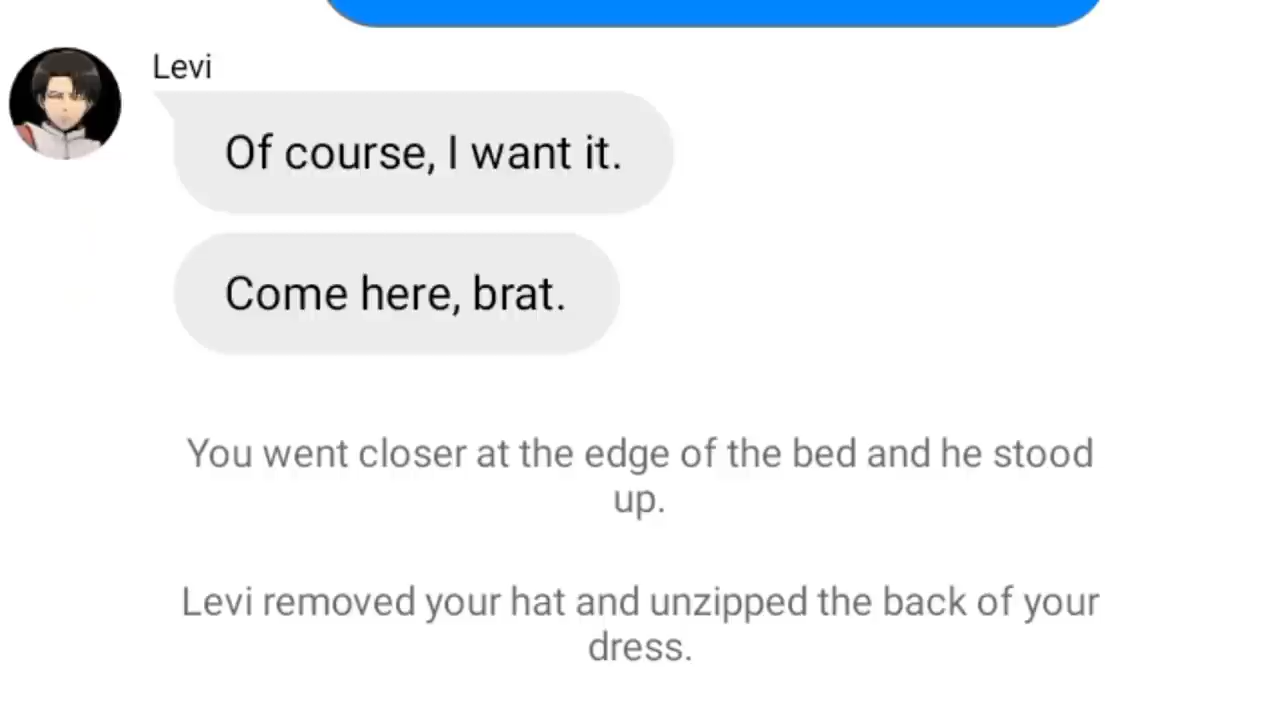 Levi
Of course, I want it.
Come here, brat.
You went closer at the edge of the bed and he stood
up.
Levi removed your hat and unzipped the back of your
dress.